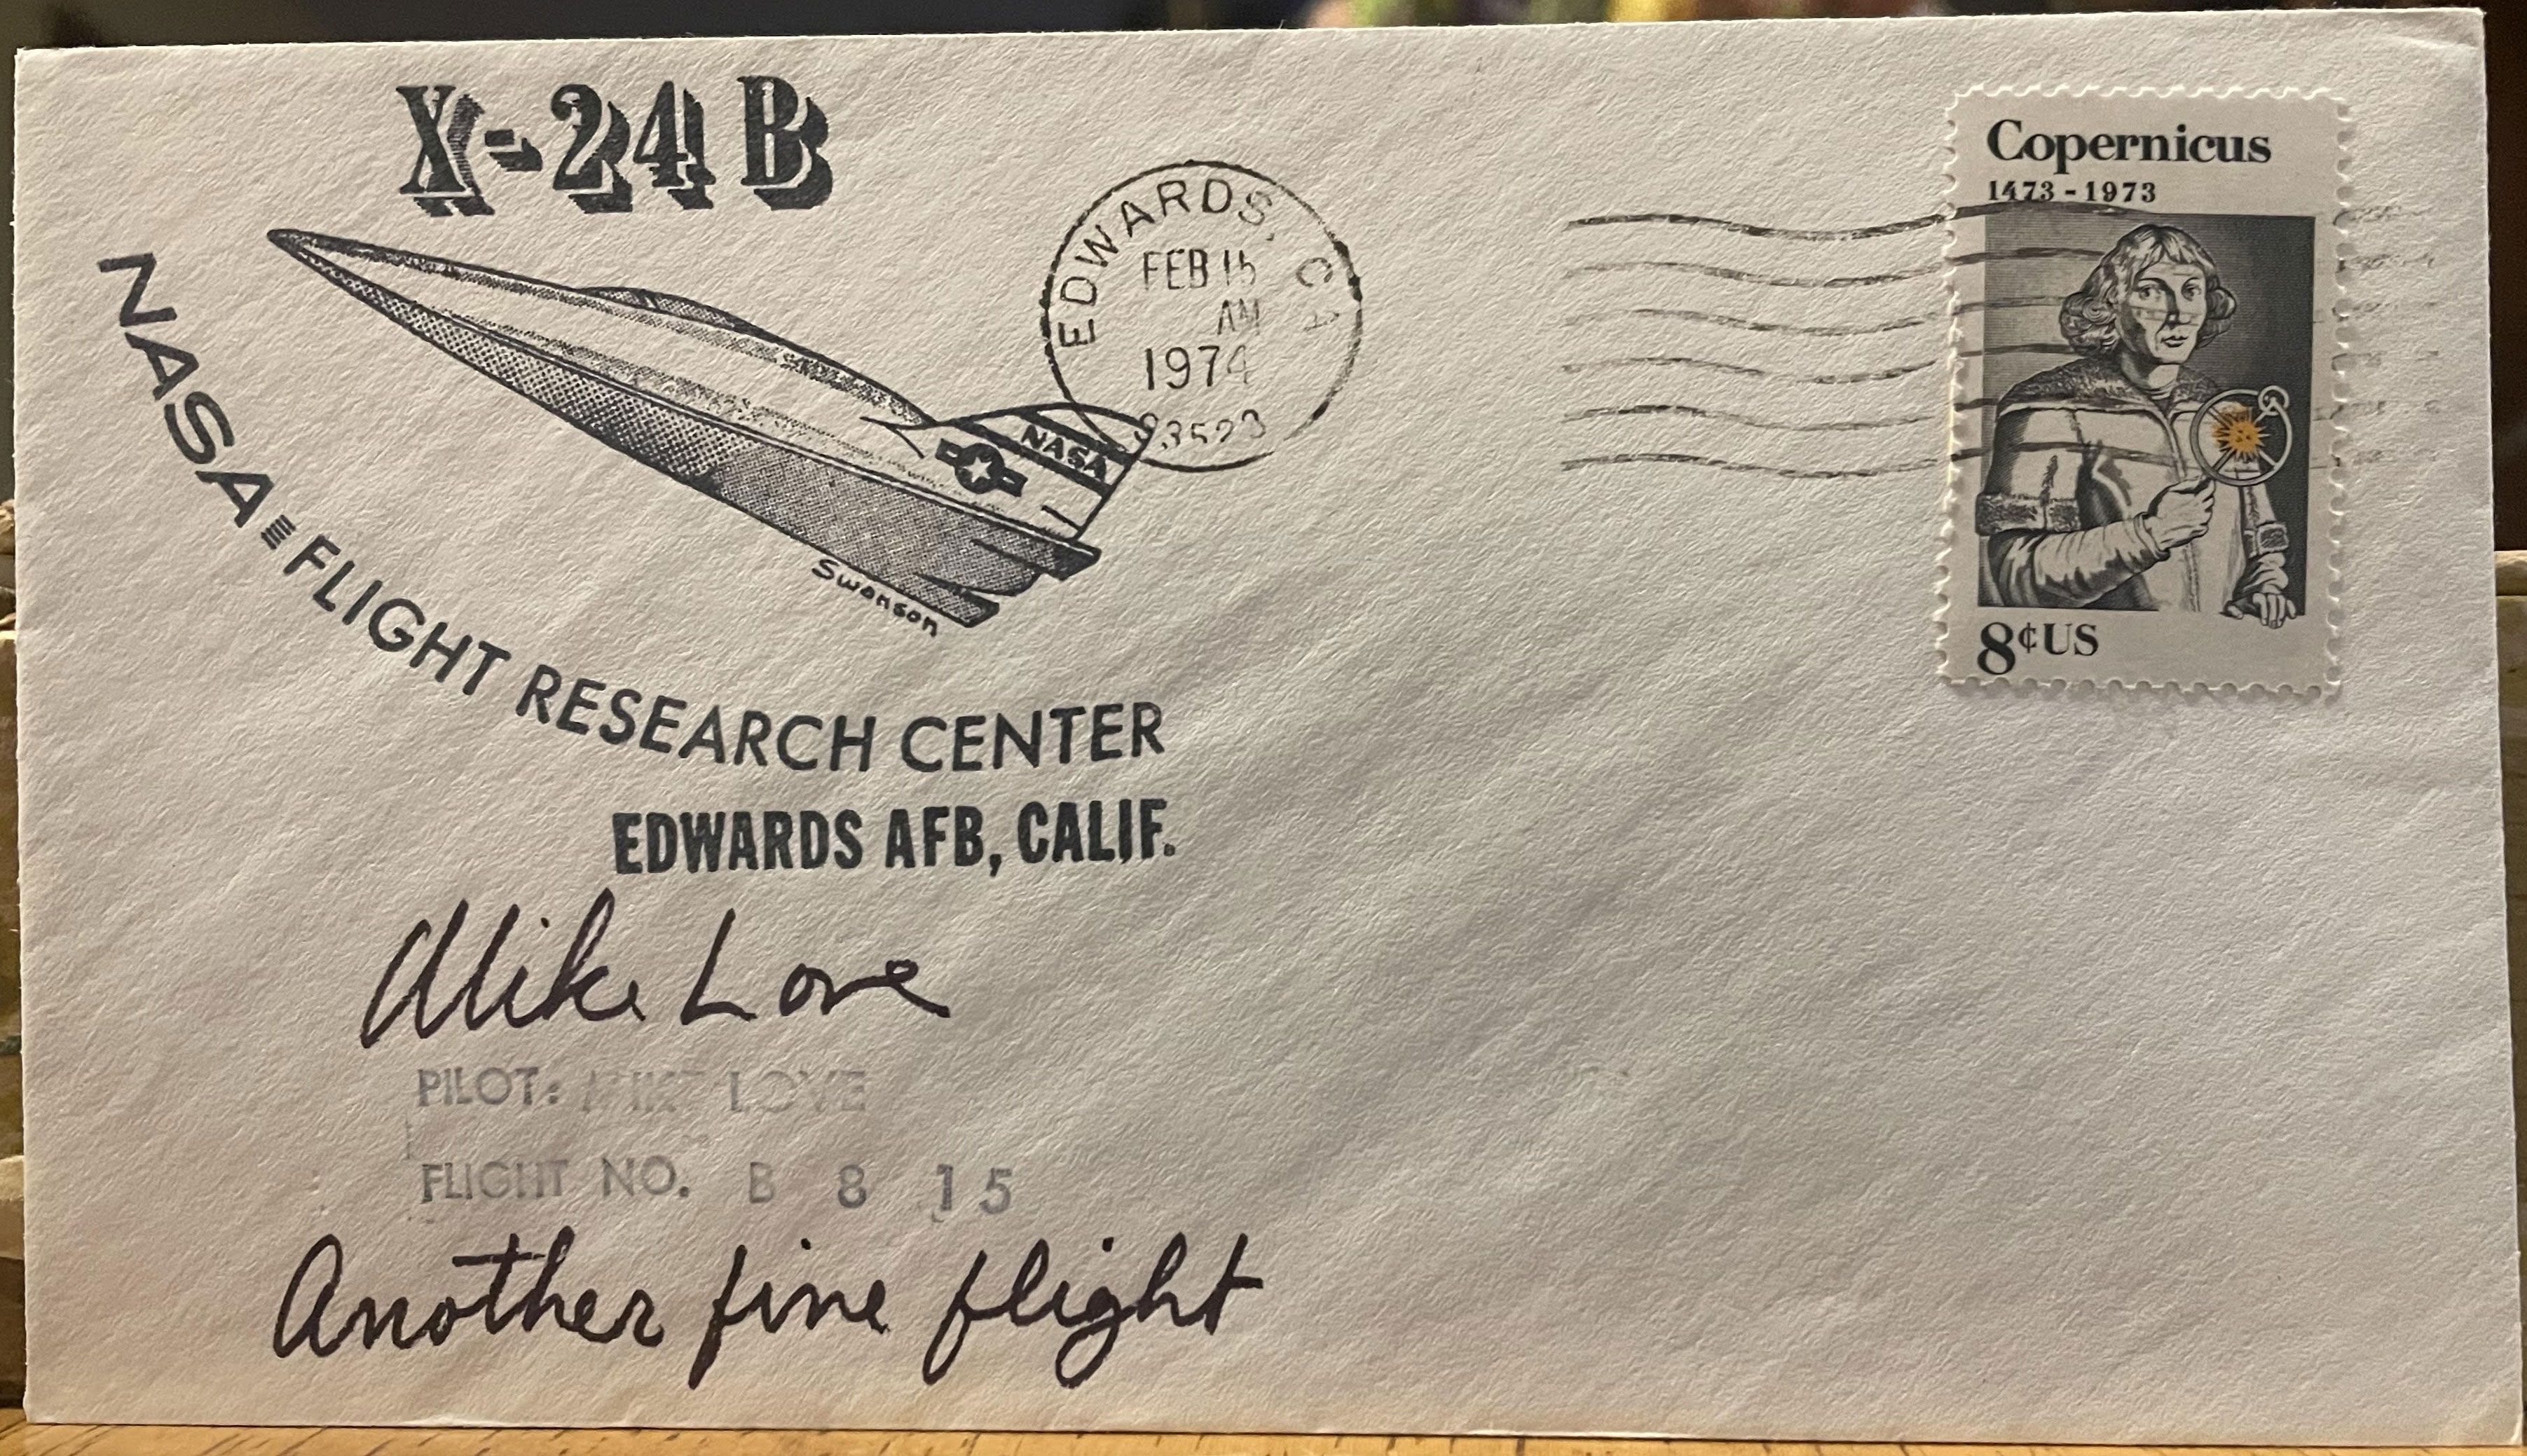 X-24B
EDWARDS, CA
FEB 15
AM
1974
93523
Copernicus
1473-1973
8¢US
NASA
Swanson
NASA FLIGHT RESEARCH CENTER
EDWARDS AFB, CALIF.
Mike Love
PILOT: MIKE LOVE
FLIGHT NO. B 8 15
Another fine flight